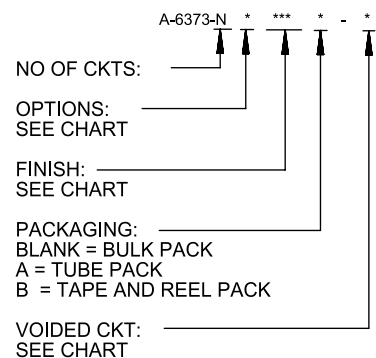 A-6373-N * *** * - *
NO OF CKTS:
OPTIONS:
SEE CHART
FINISH:
SEE CHART
PACKAGING:
BLANK = BULK PACK
A = TUBE PACK
B = TAPE AND REEL PACK
VOIDED CKT:
SEE CHART